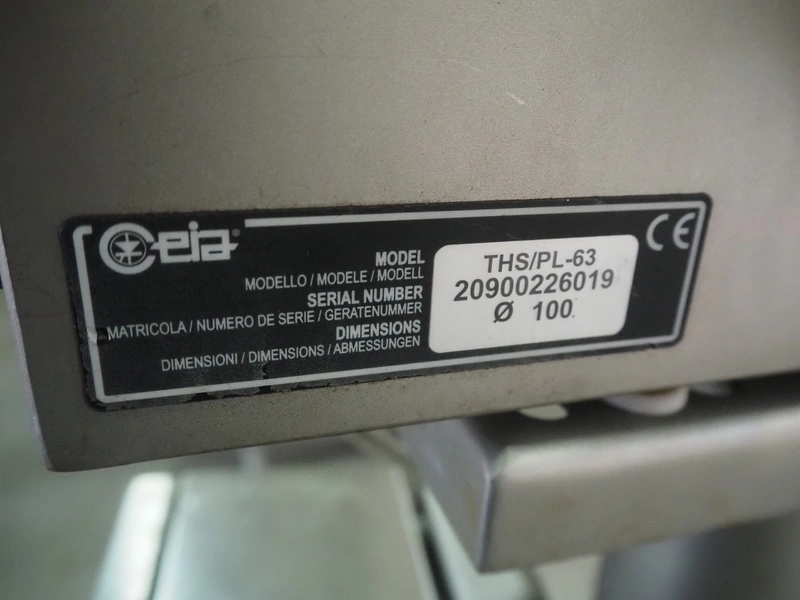 Ceia
CE
MODEL THS/PL-63
MODELLO / MODELE / MODELL
SERIAL NUMBER 20900226019
MATRICOLA / NUMERO DE SERIE / GERATENUMMER
DIMENSIONS Ø 100
DIMENSIONI / DIMENSIONS / ABMESSUNGEN